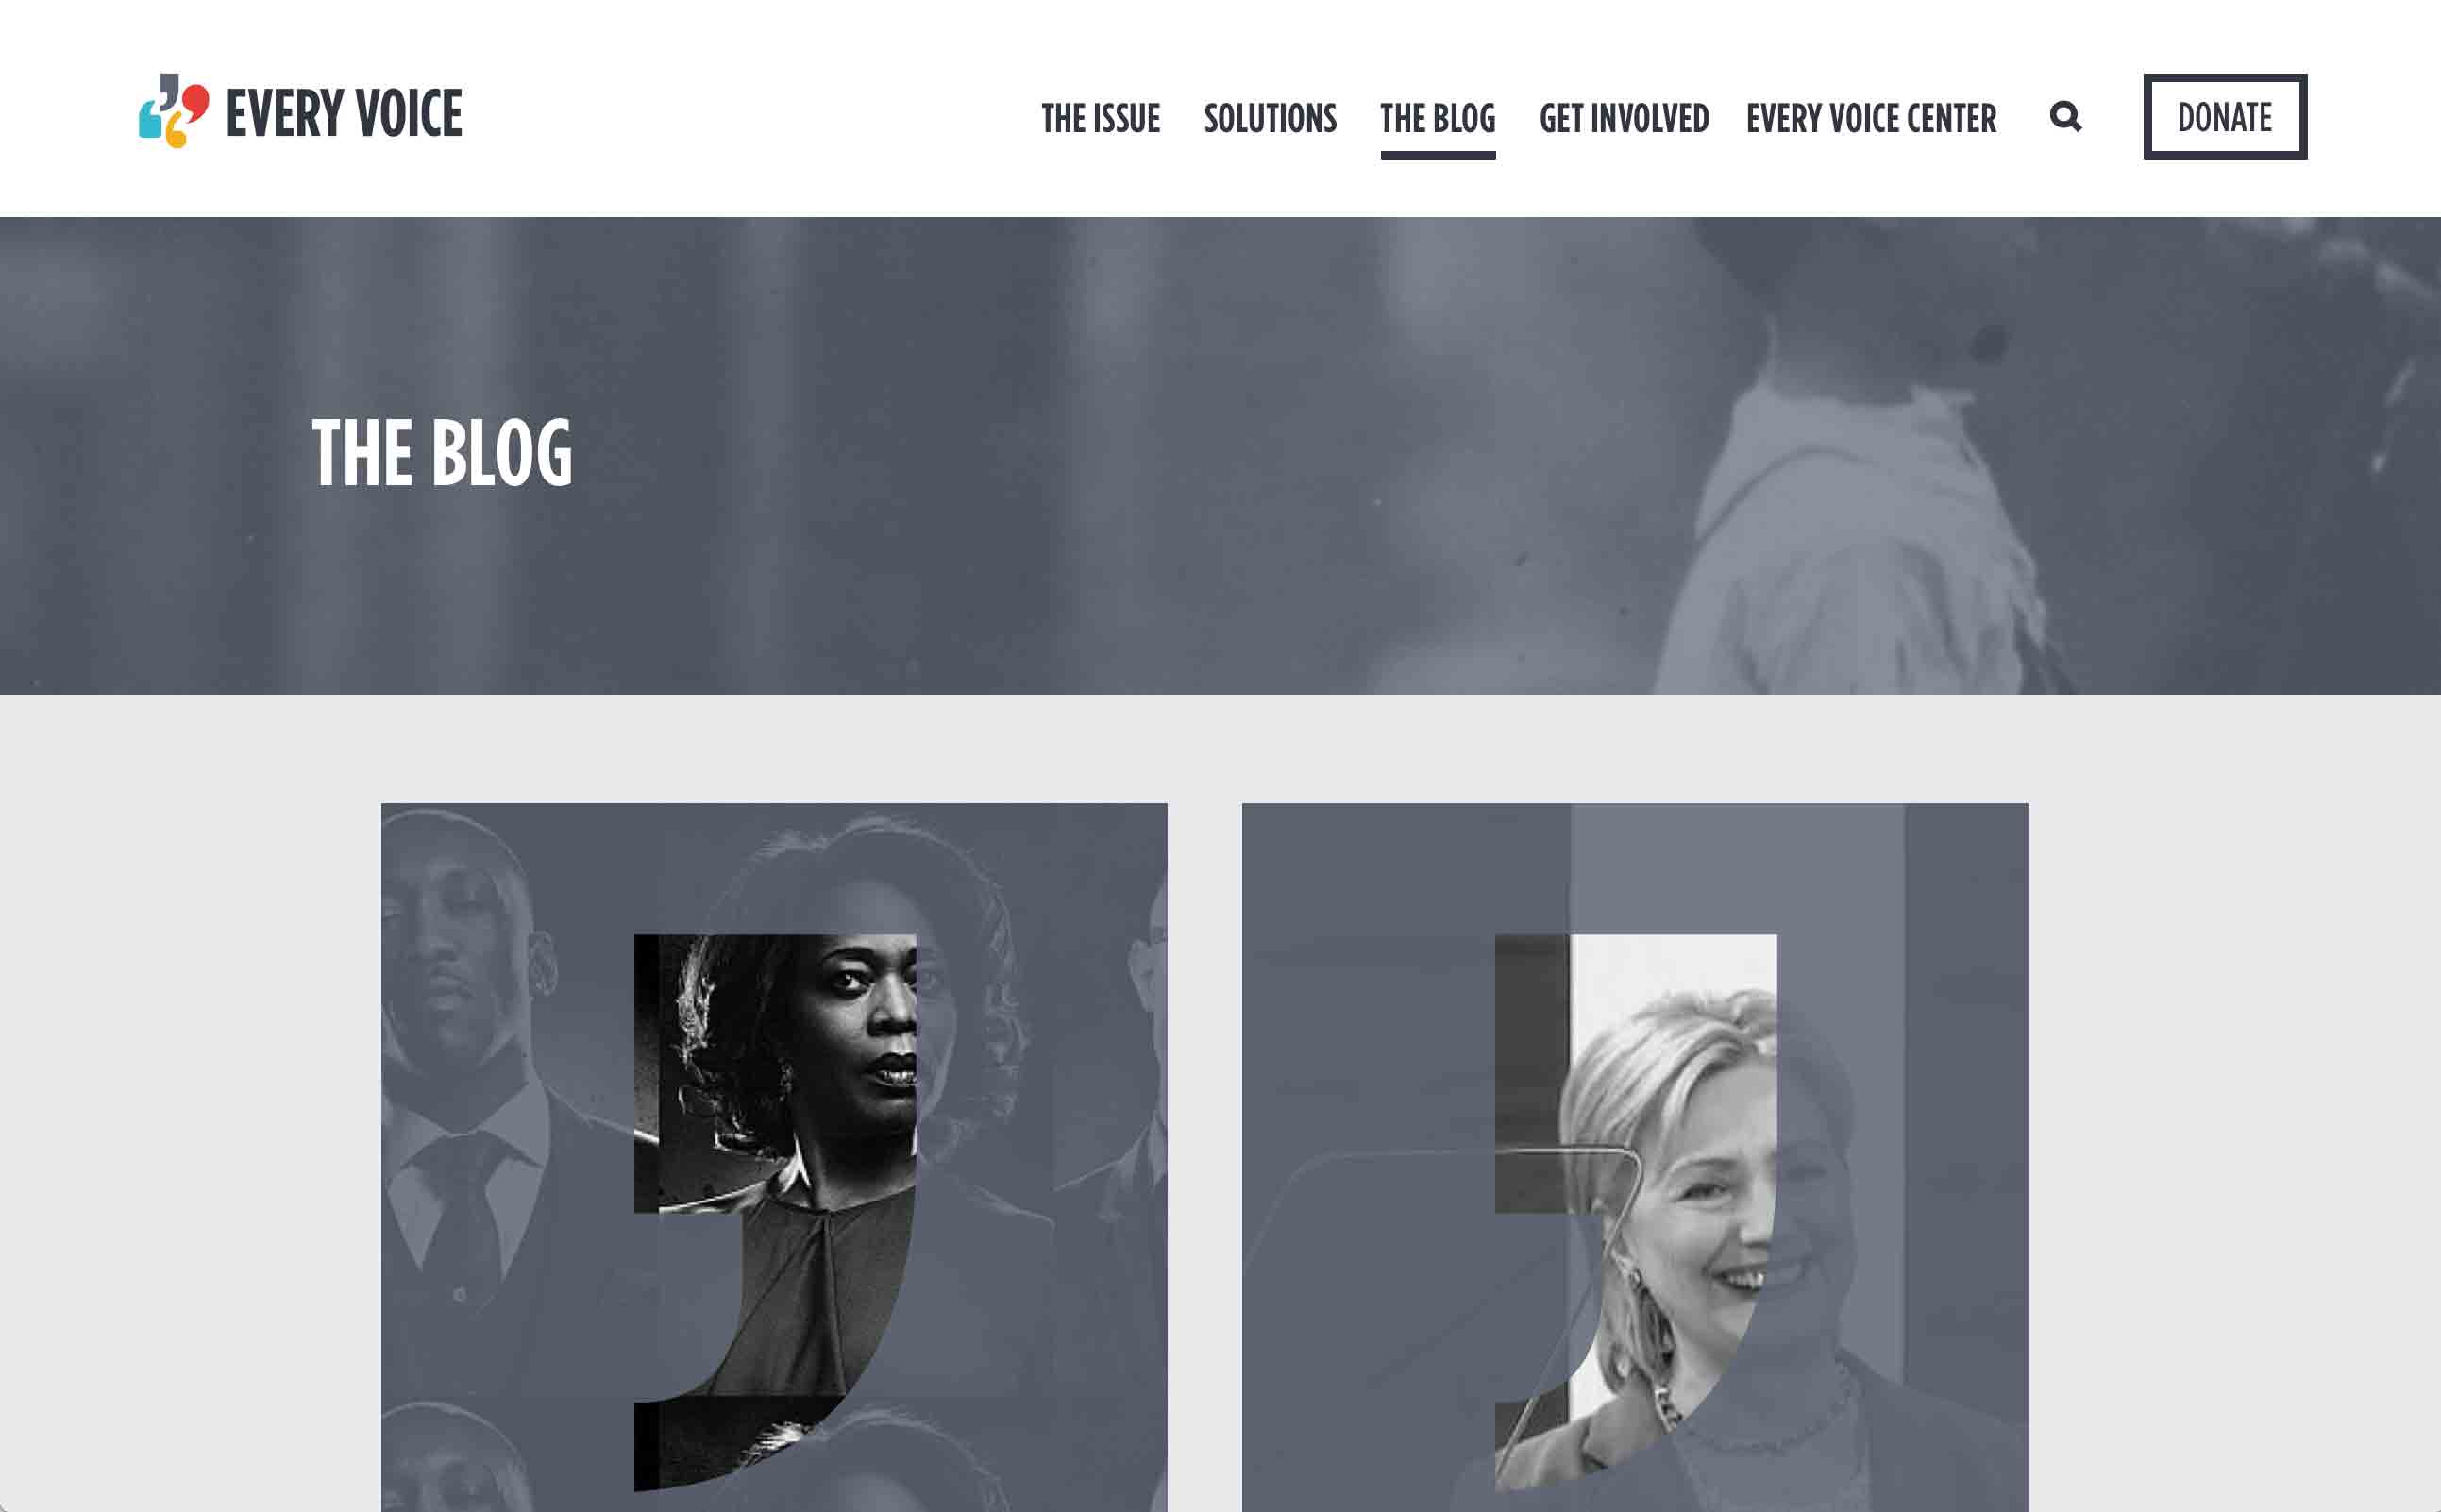 EVERY VOICE
THE ISSUE SOLUTIONS THE BLOG GET INVOLVED EVERY VOICE CENTER DONATE
THE BLOG